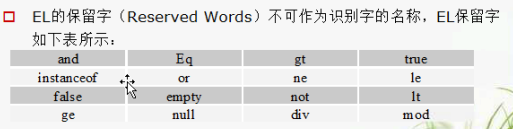 EL的保留字（Reserved Words）不可作为识别字的名称，EL保留字
如下表所示：
and Eq gt true
instanceof or ne le
false empty not lt
ge null div mod